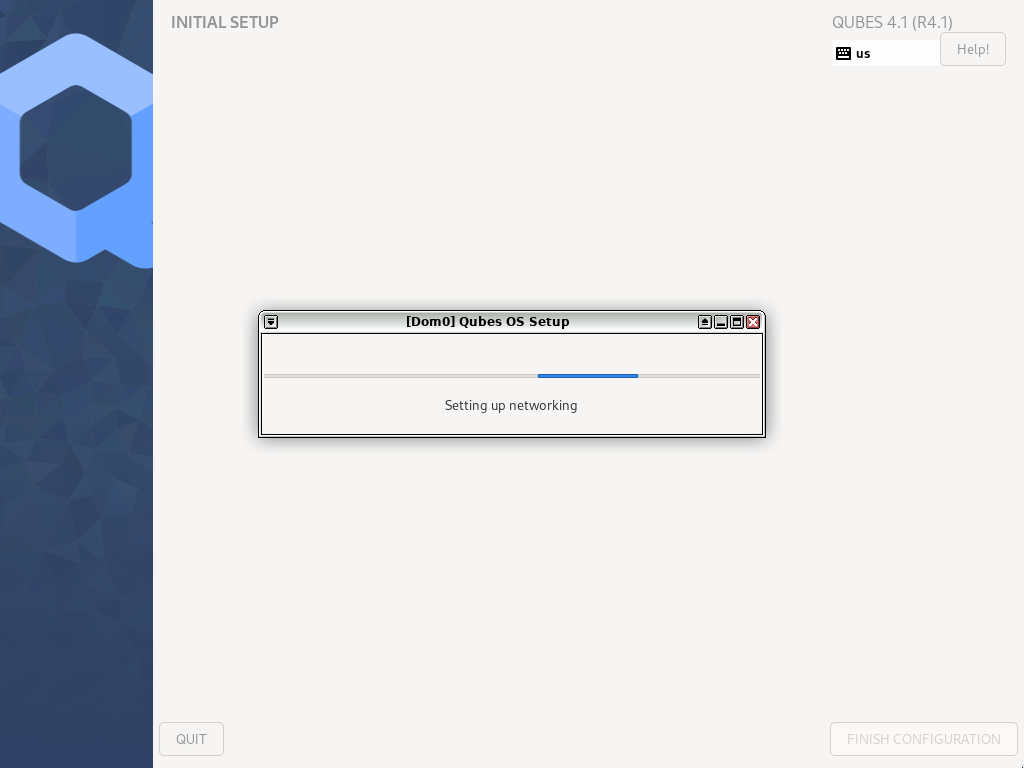 INITIAL SETUP
QUBES 4.1 (R4.1)
us
Help!
[Dom0] Qubes OS Setup
Setting up networking
QUIT
FINISH CONFIGURATION